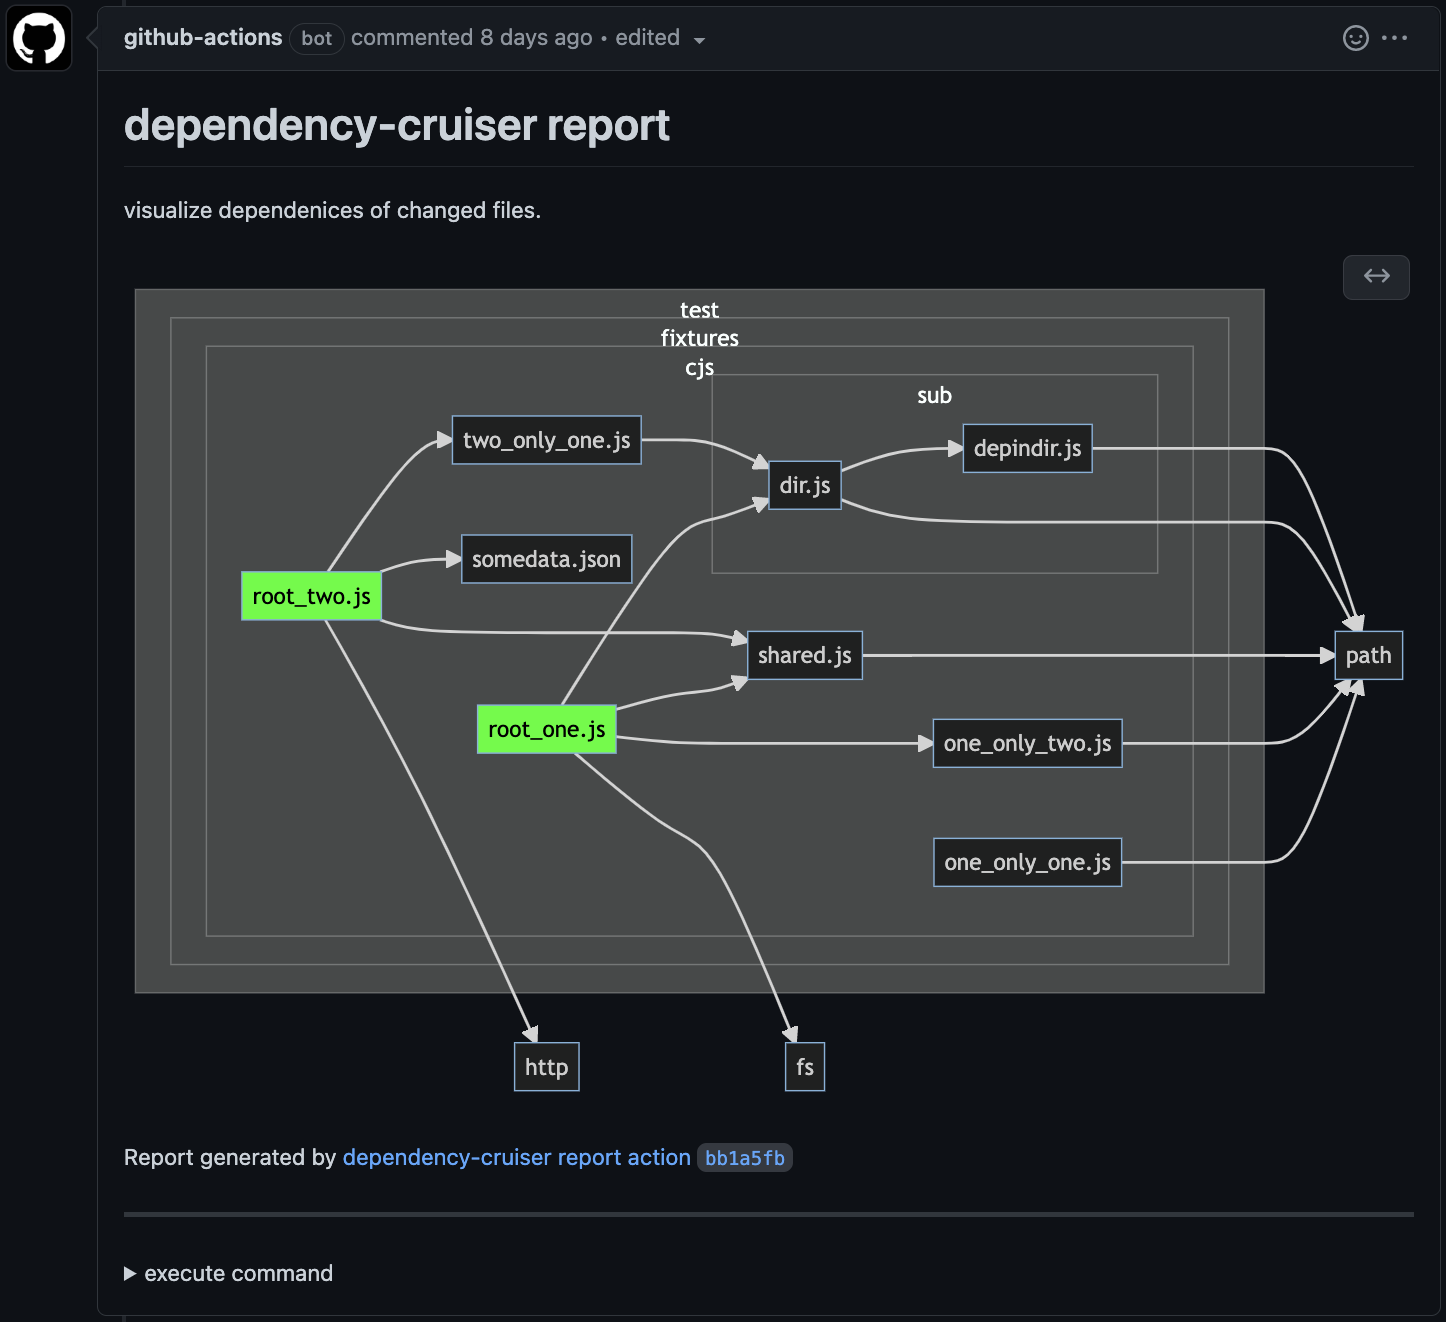 github-actions bot commented 8 days ago • edited
dependency-cruiser report
visualize dependenices of changed files.
test
fixtures
cjs
sub
two_only_one.js
depindir.js
dir.js
somedata.json
root_two.js
shared.js
path
root_one.js
one_only_two.js
one_only_one.js
http
fs
Report generated by dependency-cruiser report action bb1a5fb
execute command